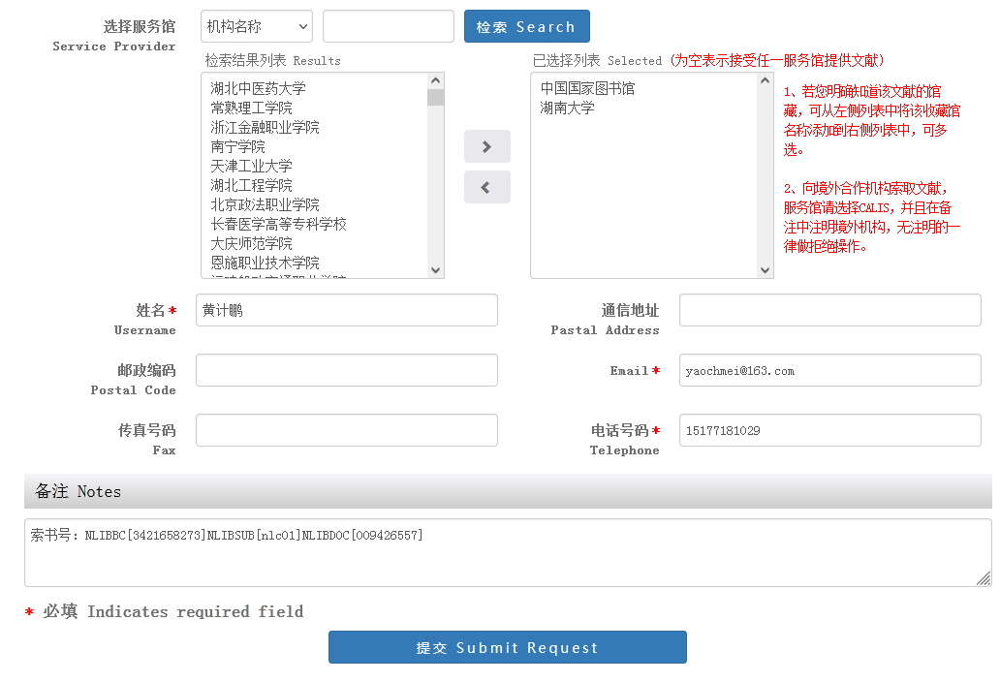 选择服务馆 机构名称 检索 Search
Service Provider
检索结果列表 Results 已选择列表 Selected (为空表示接受任一服务馆提供文献)
湖北中医药大学
常熟理工学院
浙江金融职业学院
南宁学院
天津工业大学
湖北工程学院
北京政法职业学院
长春医学高等专科学校
大庆师范学院
恩施职业技术学院
中国国家图书馆
湖南大学
1、若您明确知道该文献的馆
藏，可从左侧列表中将该收藏馆
名称添加到右侧列表中，可多
选。
2、向境外合作机构索取文献，
服务馆请选择CALIS，并且在备
注中注明境外机构，无注明的一
律做拒绝操作。
姓名* 黄计鹏 通信地址
Username Pastal Address
邮政编码 Email* yaochmei@163.com
Postal Code
传真号码 电话号码* 15177181029
Fax Telephone
备注 Notes
索书号：NLIBBC[3421658273]NLIBSUB[nlc01]NLIBDOC[009426557]
* 必填 Indicates required field
提交 Submit Request